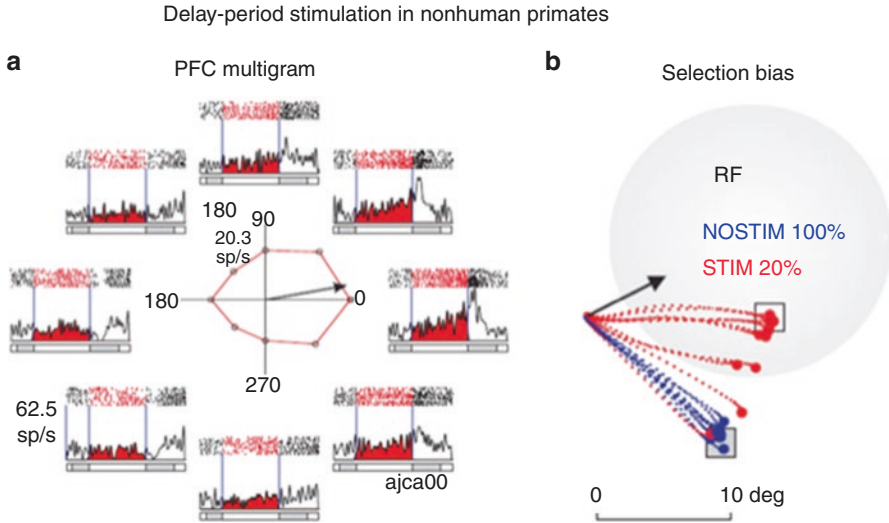 Delay-period stimulation in nonhuman primates
a
PFC multigram
180
90
20.3
sp/s
180
0
270
62.5
sp/s
ajca00
b
Selection bias
RF
NOSTIM 100%
STIM 20%
0
10 deg